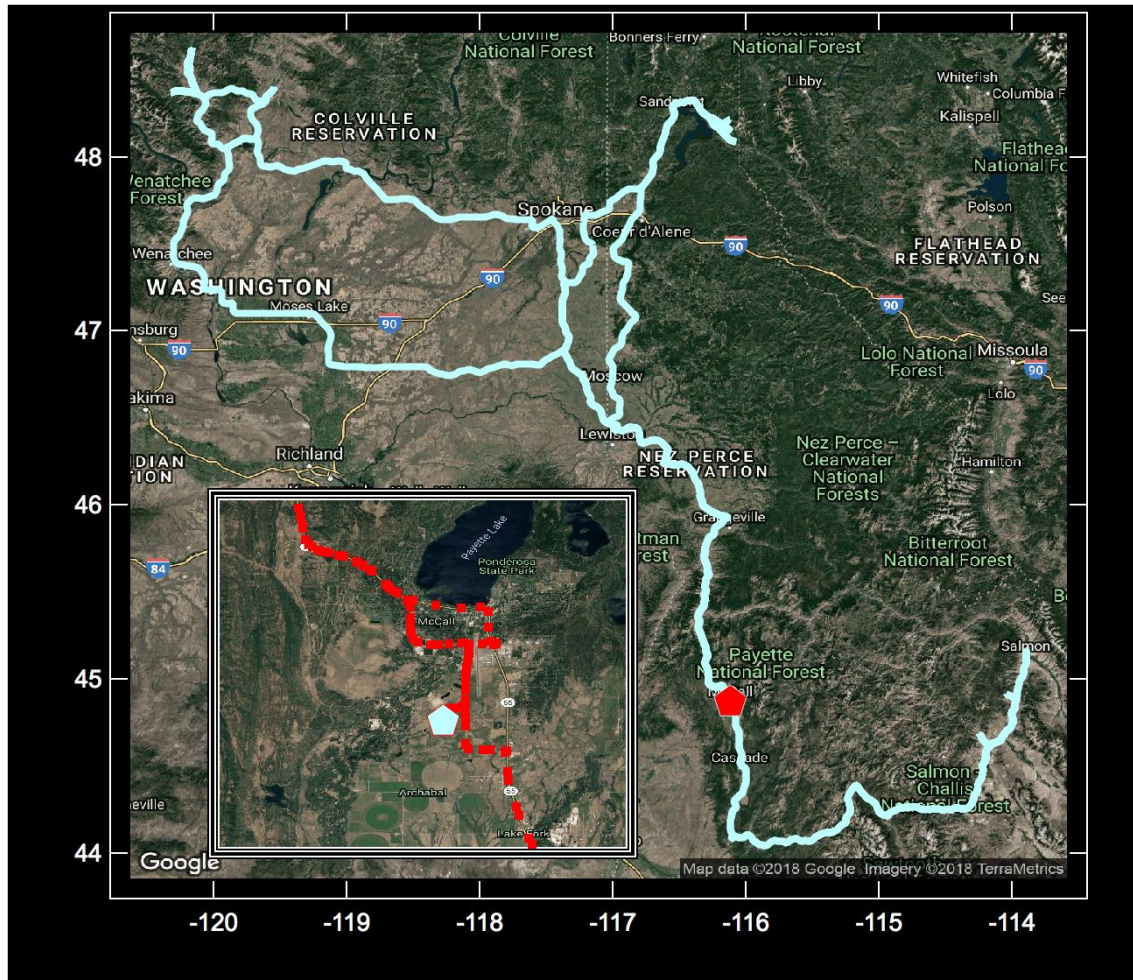 Colville
National Forest
Bonners Ferry
Kootenai
National Forest
Libby
Whitefish
Columbia F
Kalispell
Sandpoint
COLVILLE
RESERVATION
Flathead
National Fo
48
Wenatchee
Forest
Polson
Spokane
Coeur d'Alene
FLATHEAD
RESERVATION
90
Wenatchee
90
WASHINGTON
Moses Lake
90
See
47
nsburg
90
90
Lolo National
Forest
Missoula
90
Moscow
Lolo
akima
Lewiston
NEZ PERCE
RESERVATION
Nez Perce –
Clearwater
National
Forests
Richland
Hamilton
DIAN
TION
46
Grangeville
Bitterroot
National Forest
tman
rest
84
Payette Lake
Ponderosa
State Park
McCall
Salmon
Payette
National Forest
45
McCall
55
Cascade
Salmon -
Challis
National Forest
55
Archabal
neville
Lake Fork
44
Google
Map data ©2018 Google Imagery ©2018 TerraMetrics
-120
-119
-118
-117
-116
-115
-114